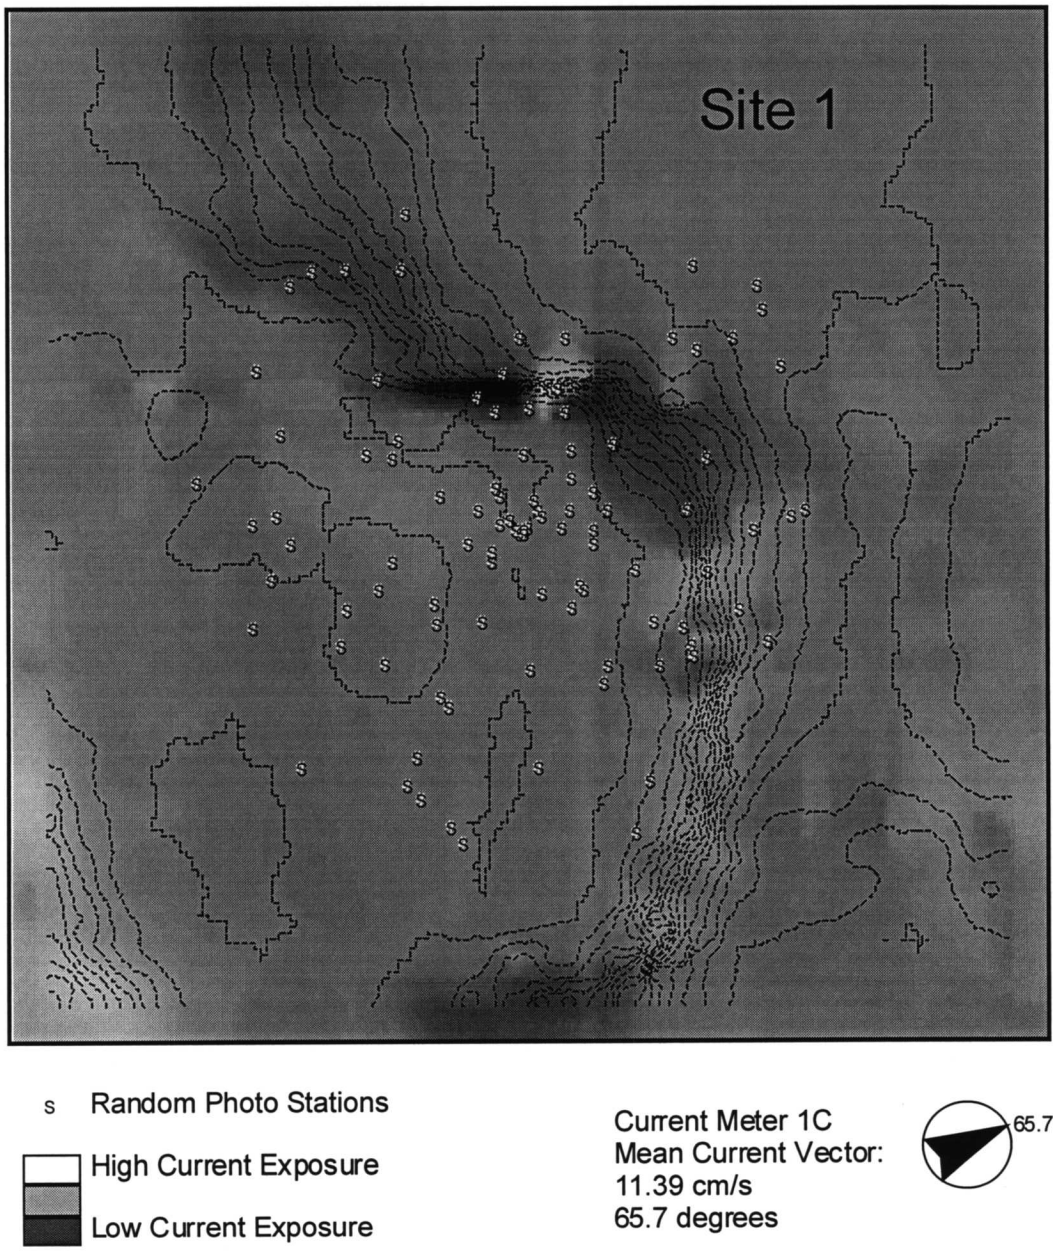 Site 1
S Random Photo Stations
High Current Exposure
Low Current Exposure
Current Meter 1C
Mean Current Vector:
11.39 cm/s
65.7 degrees
65.7